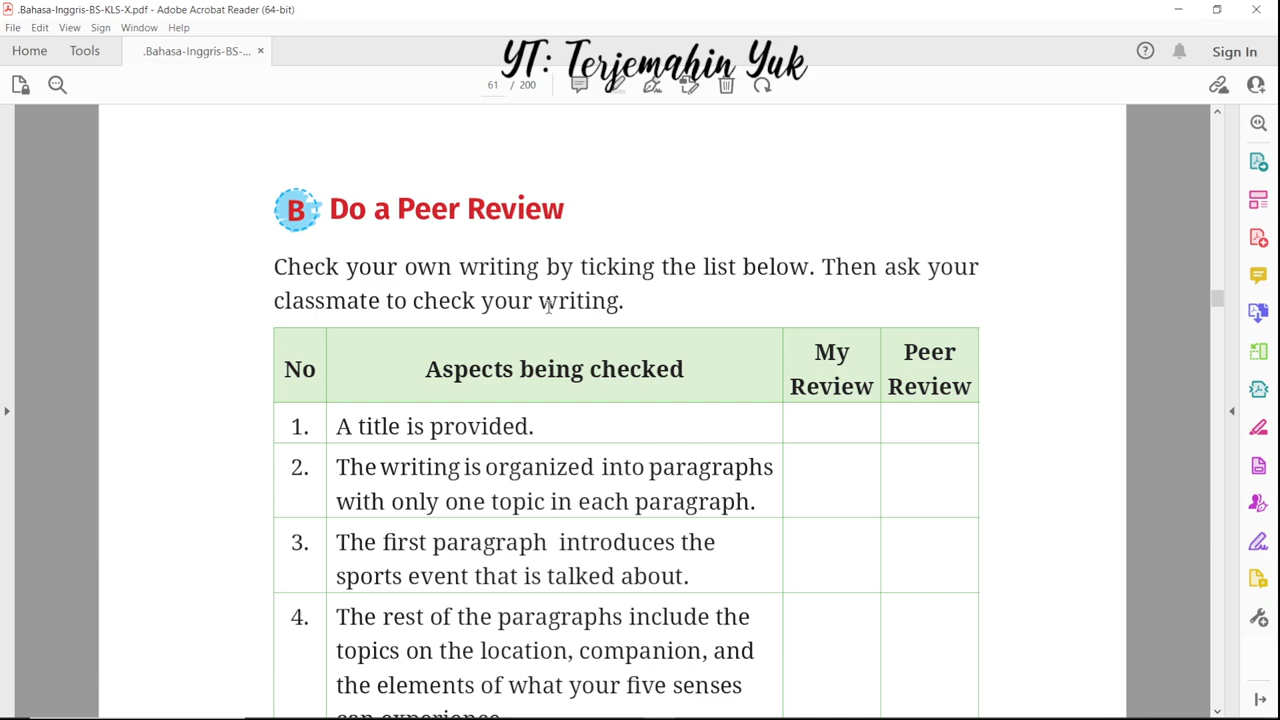 .Bahasa-Inggris-BS-KLS-X.pdf - Adobe Acrobat Reader (64-bit)
File Edit View Sign Window Help
Home Tools .Bahasa-Inggris-BS-... × Sign In
YT: Terjemahin Yuk
61 / 200
B Do a Peer Review
Check your own writing by ticking the list below. Then ask your
classmate to check your writing.
No Aspects being checked My Review Peer Review
1. A title is provided.
2. The writing is organized into paragraphs
with only one topic in each paragraph.
3. The first paragraph introduces the
sports event that is talked about.
4. The rest of the paragraphs include the
topics on the location, companion, and
the elements of what your five senses
can experience.